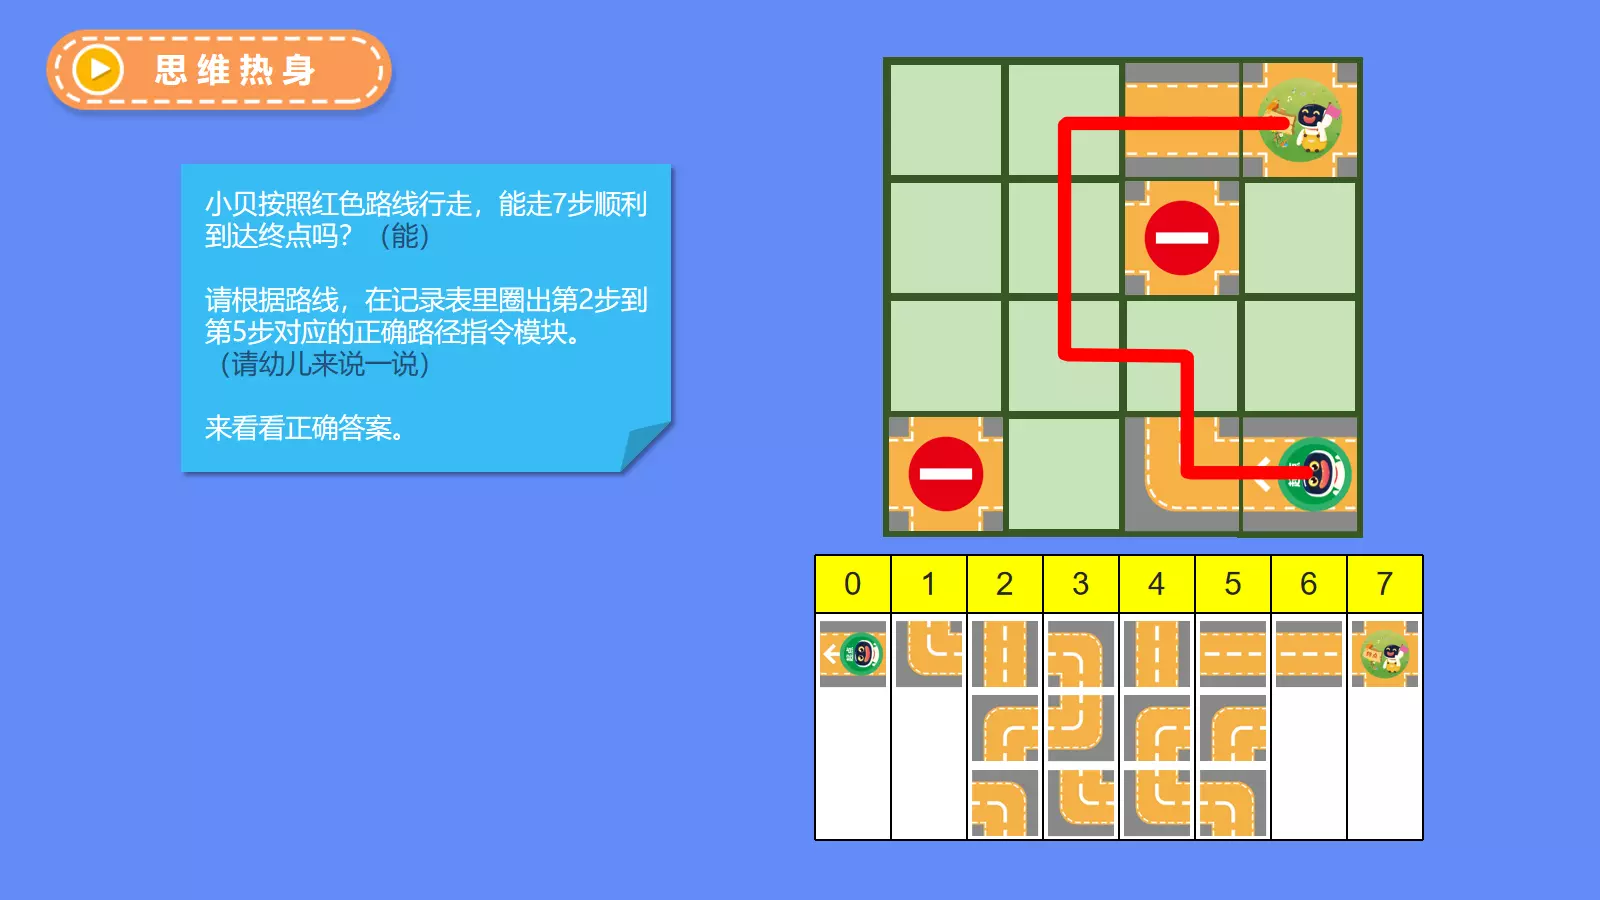 思维热身
小贝按照红色路线行走，能走7步顺利
到达终点吗？（能）
请根据路线，在记录表里圈出第2步到
第5步对应的正确路径指令模块。
（请幼儿来说一说）
来看看正确答案。
0 1 2 3 4 5 6 7
起点
终点